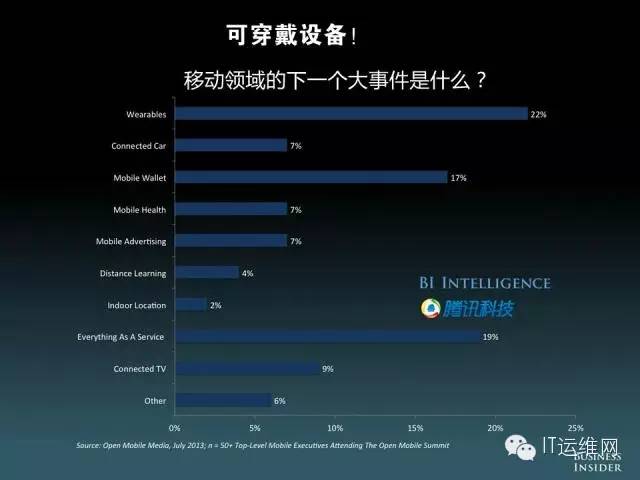 可穿戴设备!
移动领域的下一个大事件是什么？
Wearables 22%
Connected Car 7%
Mobile Wallet 17%
Mobile Health 7%
Mobile Advertising 7%
Distance Learning 4%
Indoor Location 2%
Everything As A Service 19%
Connected TV 9%
Other 6%
BI INTELLIGENCE
腾讯科技
0% 5% 10% 15% 20% 25%
Source: Open Mobile Media, July 2013; n = 50+ Top-Level Mobile Executives Attending The Open Mobile Summit
IT运维网
BUSINESS
INSIDER